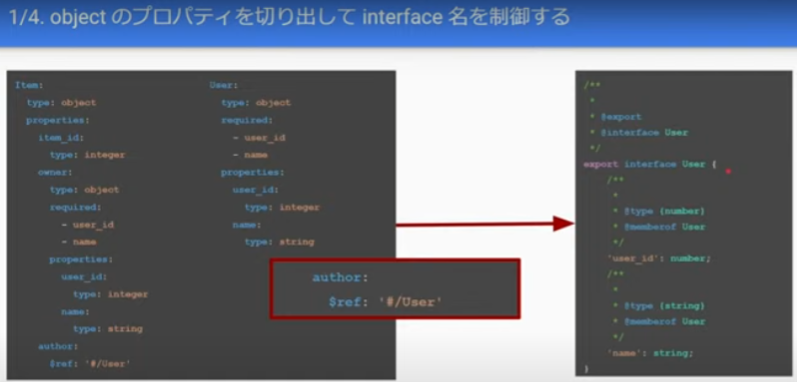 1/4. object のプロパティを切り出して interface 名を制御する
Item:
type: object
properties:
item_id:
type: integer
owner:
type: object
required:
- user_id
- name
properties:
user_id:
type: integer
name:
type: string
author:
$ref: '#/User'
User:
type: object
required:
- user_id
- name
properties:
user_id:
type: integer
name:
type: string
author:
$ref: '#/User'
/**
*
* @export
* @interface User
*/
export interface User {
/**
*
* @type {number}
* @memberof User
*/
'user_id': number;
/**
*
* @type {string}
* @memberof User
*/
'name': string;
}